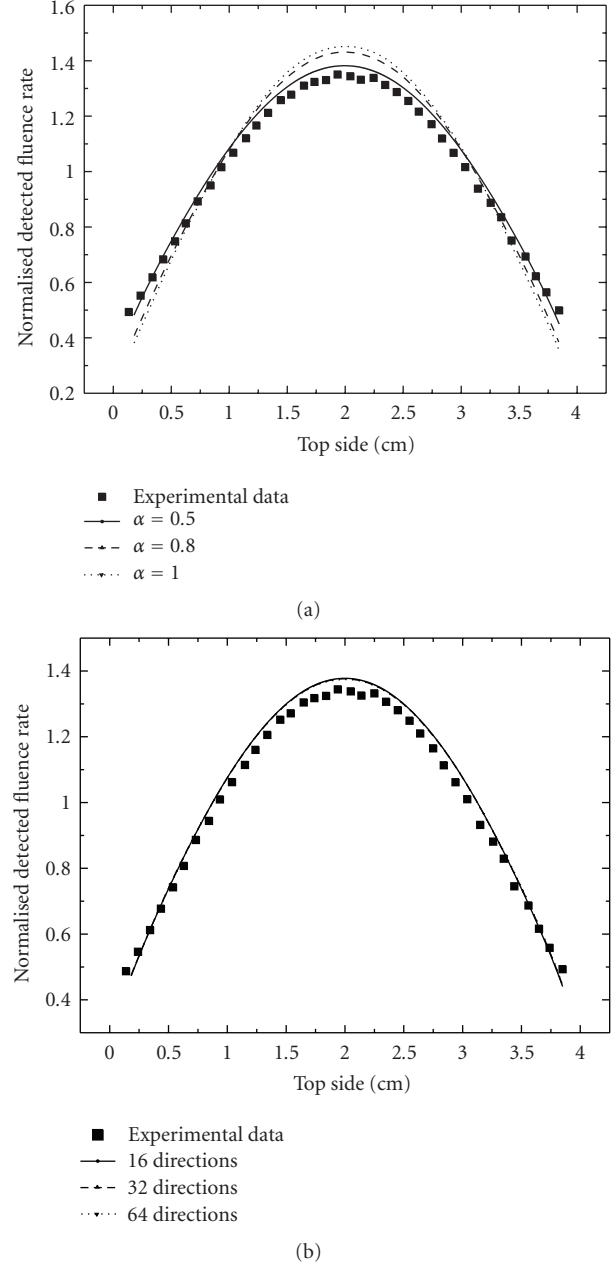 1.6
1.4
1.2
1
0.8
0.6
0.4
0.2
Normalised detected fluence rate
0 0.5 1 1.5 2 2.5 3 3.5 4
Top side (cm)
Experimental data
α = 0.5
α = 0.8
α = 1
(a)
1.4
1.2
1
0.8
0.6
0.4
Normalised detected fluence rate
0 0.5 1 1.5 2 2.5 3 3.5 4
Top side (cm)
Experimental data
16 directions
32 directions
64 directions
(b)